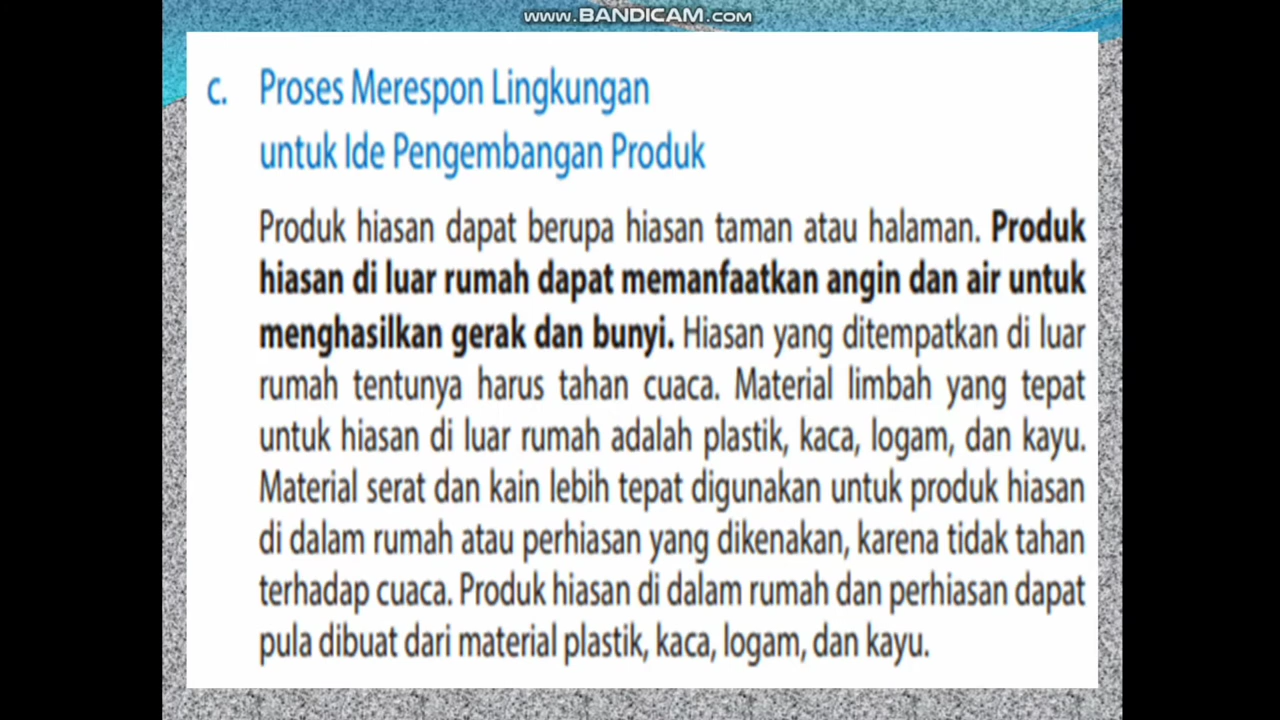 www.BANDICAM.com
c. Proses Merespon Lingkungan
untuk Ide Pengembangan Produk
Produk hiasan dapat berupa hiasan taman atau halaman. Produk
hiasan di luar rumah dapat memanfaatkan angin dan air untuk
menghasilkan gerak dan bunyi. Hiasan yang ditempatkan di luar
rumah tentunya harus tahan cuaca. Material limbah yang tepat
untuk hiasan di luar rumah adalah plastik, kaca, logam, dan kayu.
Material serat dan kain lebih tepat digunakan untuk produk hiasan
di dalam rumah atau perhiasan yang dikenakan, karena tidak tahan
terhadap cuaca. Produk hiasan di dalam rumah dan perhiasan dapat
pula dibuat dari material plastik, kaca, logam, dan kayu.